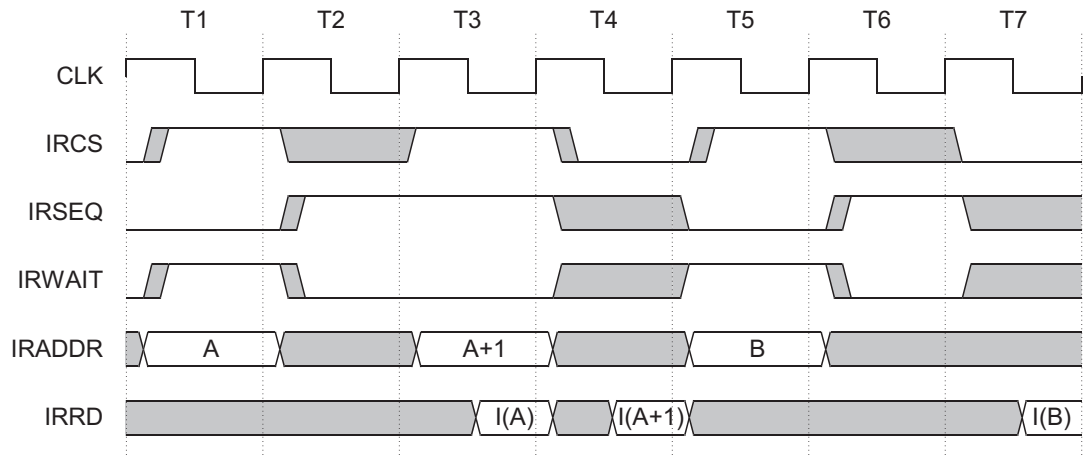 T1 T2 T3 T4 T5 T6 T7
CLK
IRCS
IRSEQ
IRWAIT
IRADDR A A+1 B
IRRD I(A) I(A+1) I(B)